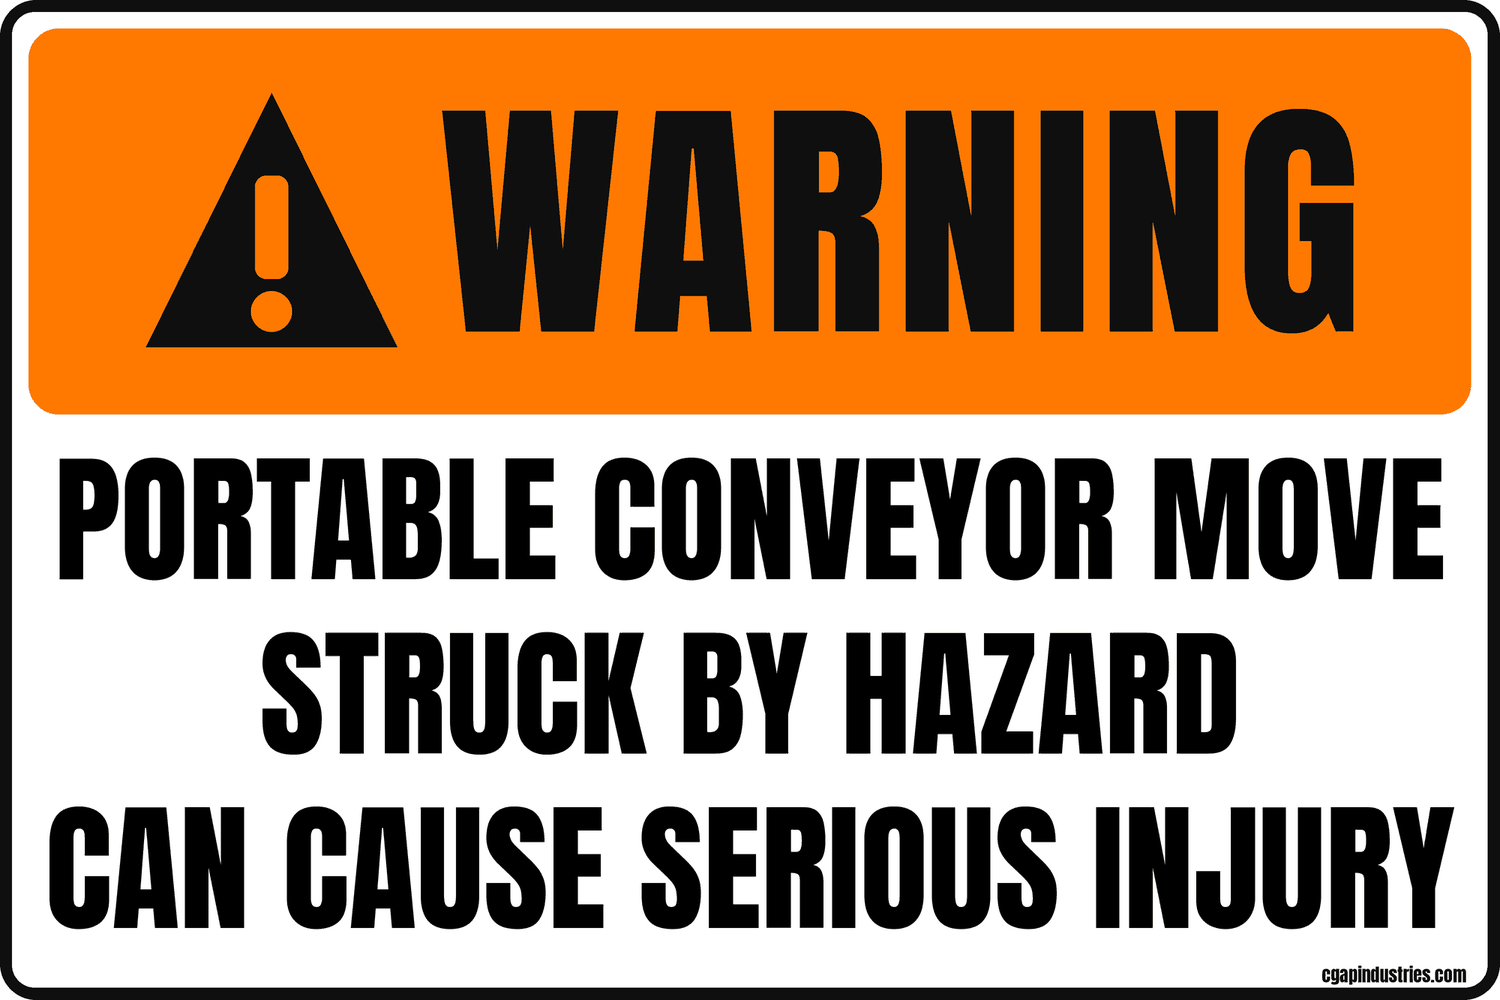 WARNING
PORTABLE CONVEYOR MOVE
STRUCK BY HAZARD
CAN CAUSE SERIOUS INJURY
cgapindustries.com